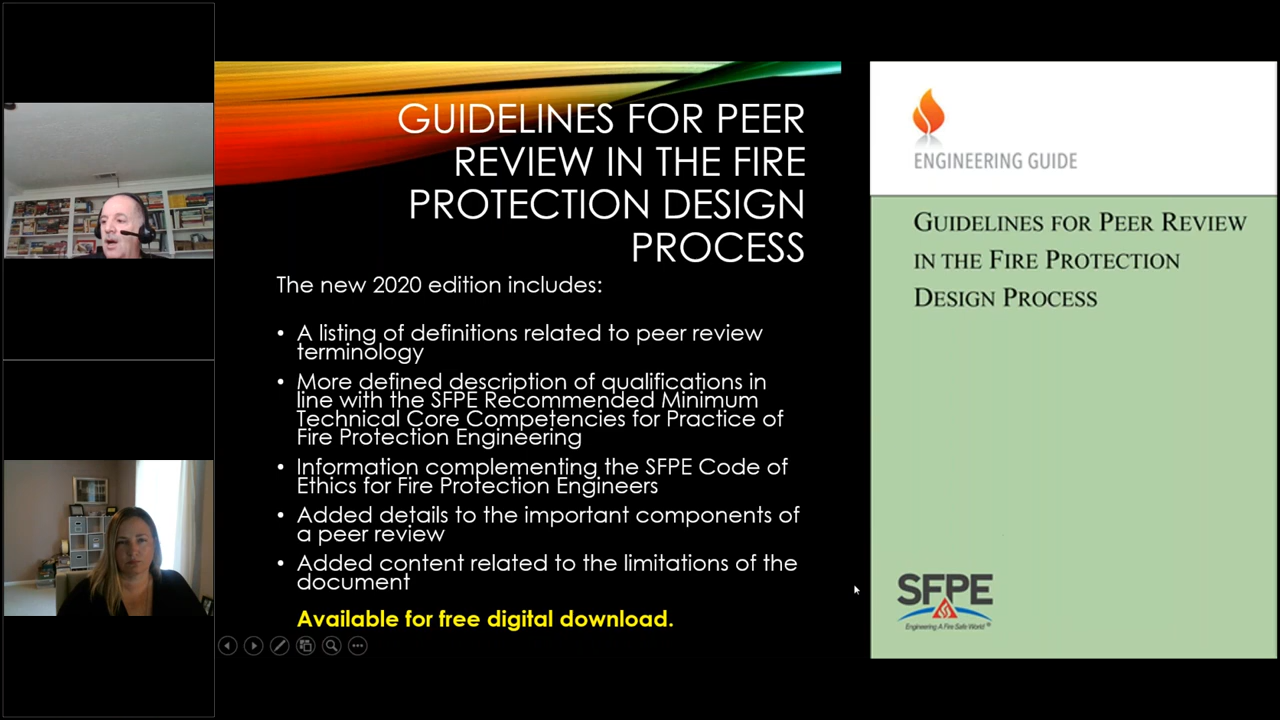 GUIDELINES FOR PEER
REVIEW IN THE FIRE
PROTECTION DESIGN
PROCESS
The new 2020 edition includes:
• A listing of definitions related to peer review
terminology
• More defined description of qualifications in
line with the SFPE Recommended Minimum
Technical Core Competencies for Practice of
Fire Protection Engineering
• Information complementing the SFPE Code of
Ethics for Fire Protection Engineers
• Added details to the important components of
a peer review
• Added content related to the limitations of the
document
Available for free digital download.
ENGINEERING GUIDE
GUIDELINES FOR PEER REVIEW
IN THE FIRE PROTECTION
DESIGN PROCESS
SFPE
Engineering A Fire Safe World®